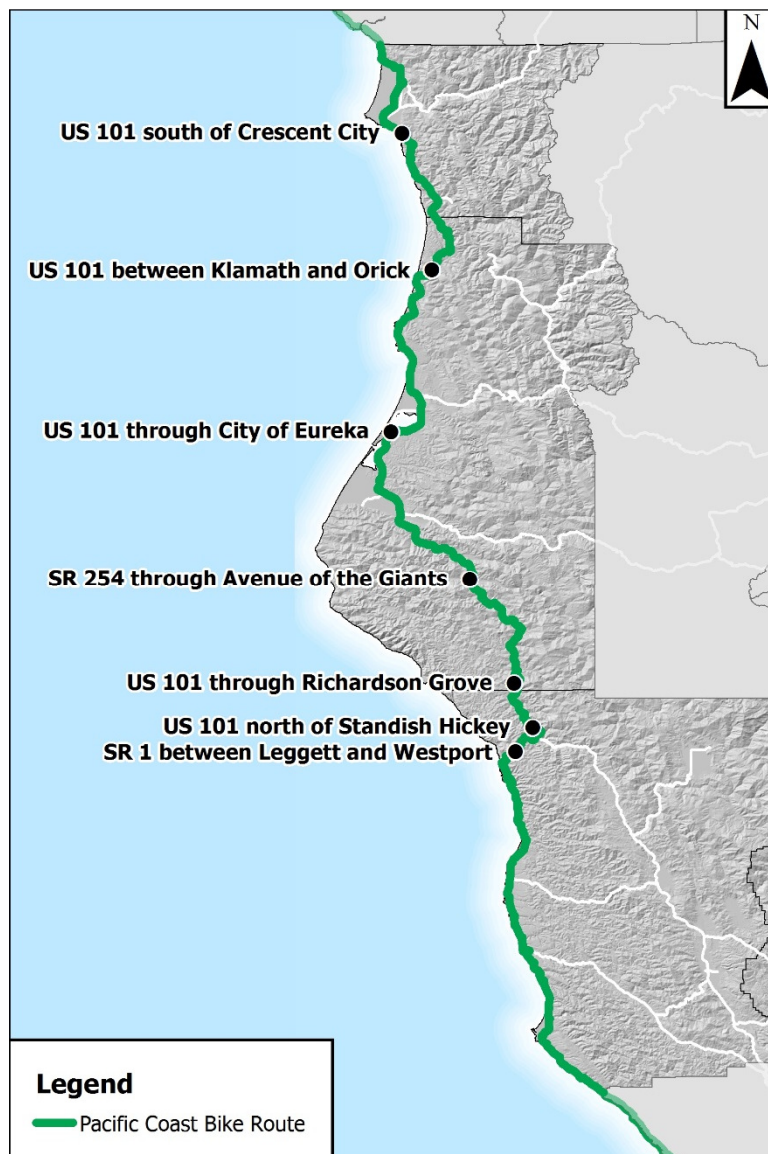 N
US 101 south of Crescent City
US 101 between Klamath and Orick
US 101 through City of Eureka
SR 254 through Avenue of the Giants
US 101 through Richardson Grove
US 101 north of Standish Hickey
SR 1 between Leggett and Westport
Legend
Pacific Coast Bike Route